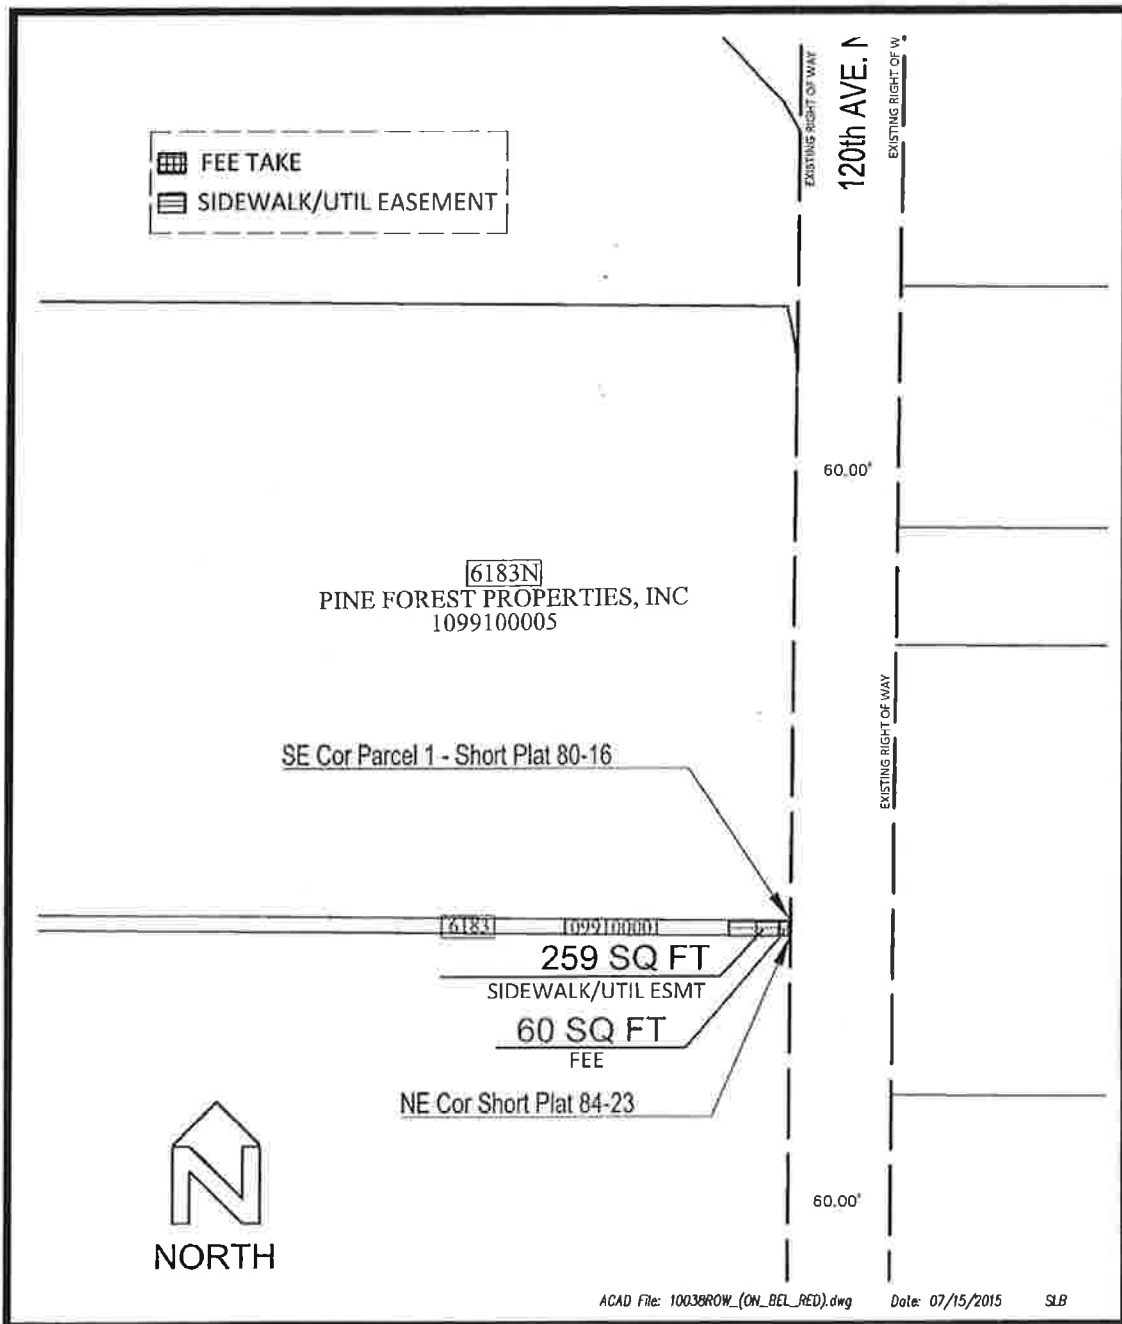 EXISTING RIGHT OF WAY
120th AVE. N
EXISTING RIGHT OF W
FEE TAKE
SIDEWALK/UTIL EASEMENT
60.00'
6183N
PINE FOREST PROPERTIES, INC
1099100005
EXISTING RIGHT OF WAY
SE Cor Parcel 1 - Short Plat 80-16
6183
1099100001
259 SQ FT
SIDEWALK/UTIL ESMT
60 SQ FT
FEE
NE Cor Short Plat 84-23
N
NORTH
60.00'
ACAD File: 10038ROW_(ON_BEL_RED).dwg Date: 07/15/2015 SLB